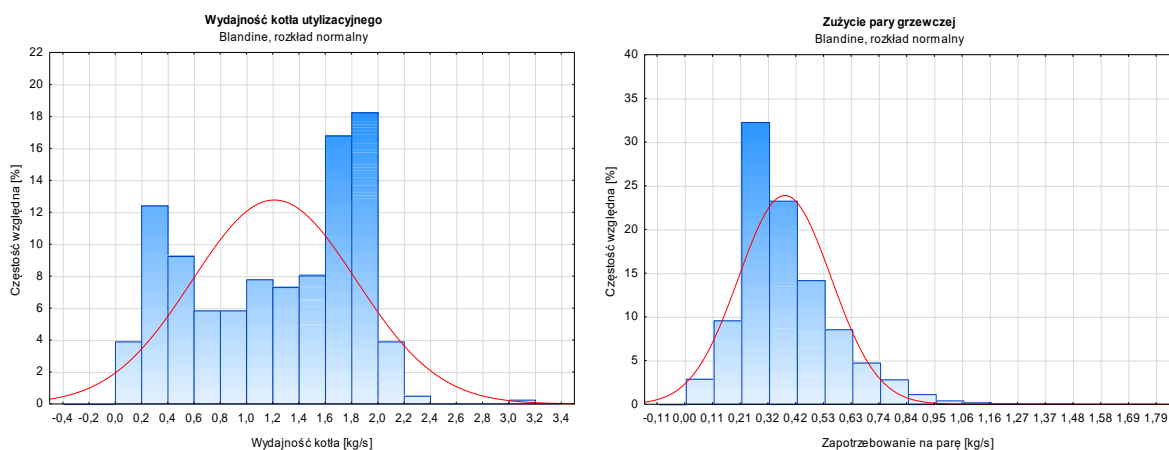 Wydajność kotła utylizacyjnego
Blandine, rozkład normalny
22
20
18
16
14
12
10
8
6
4
2
0
Częstość względna [%]
-0,4 0,0 0,2 0,4 0,6 0,8 1,0 1,2 1,4 1,6 2,0 2,2 2,4 2,6 2,8 3,0 3,2 3,4
Wydajność kotła [kg/s]
Zużycie pary grzewczej
Blandine, rozkład normalny
40
35
30
25
20
15
10
5
0
Częstość względna [%]
-0,11 0,00 0,11 0,21 0,32 0,42 0,53 0,63 0,74 0,84 0,95 1,06 1,16 1,27 1,37 1,48 1,58 1,69 1,79
Zapotrzebowanie na parę [kg/s]